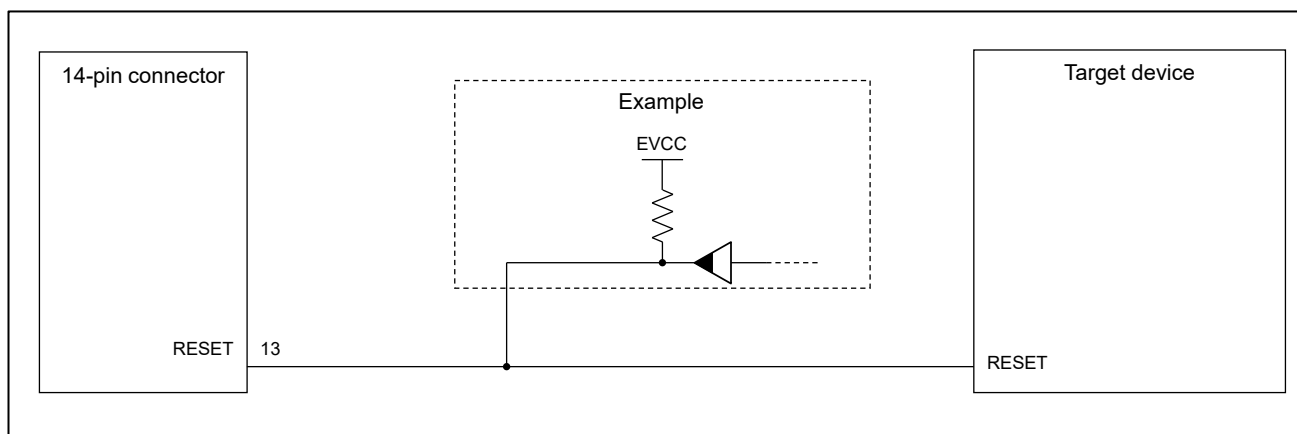 14-pin connector
Target device
Example
EVCC
RESET
13
RESET